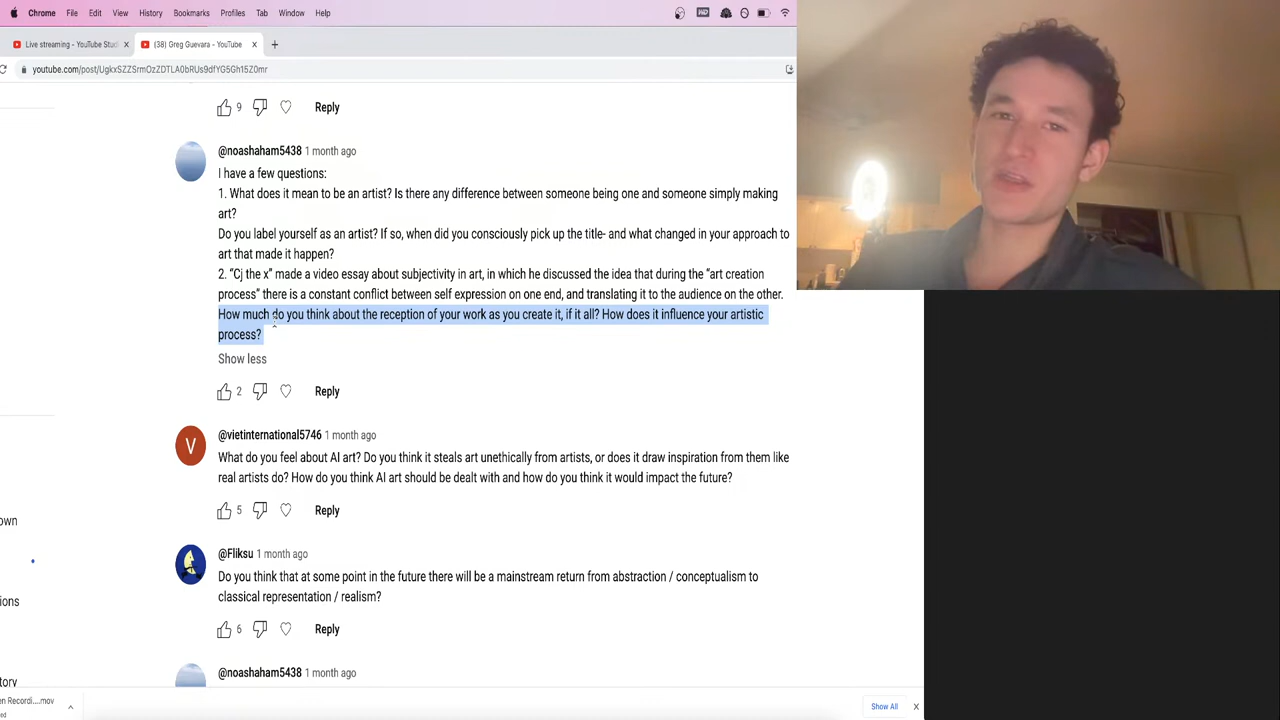 Chrome File Edit View History Bookmarks Profiles Tab Window Help
Live streaming - YouTube Stud × (38) Greg Guevara - YouTube × +
youtube.com/post/UgkxSZZSrmOzZDTLA0bRUs9dfYG5Gh15Z0mr
9 Reply
@noashaham5438 1 month ago
I have a few questions:
1. What does it mean to be an artist? Is there any difference between someone being one and someone simply making
art?
Do you label yourself as an artist? If so, when did you consciously pick up the title- and what changed in your approach to
art that made it happen?
2. “Cj the x” made a video essay about subjectivity in art, in which he discussed the idea that during the “art creation
process” there is a constant conflict between self expression on one end, and translating it to the audience on the other.
How much do you think about the reception of your work as you create it, if it all? How does it influence your artistic
process?
Show less
2 Reply
V
@vietinternational5746 1 month ago
What do you feel about AI art? Do you think it steals art unethically from artists, or does it draw inspiration from them like
real artists do? How do you think AI art should be dealt with and how do you think it would impact the future?
5 Reply
@Fliksu 1 month ago
own
Do you think that at some point in the future there will be a mainstream return from abstraction / conceptualism to
classical representation / realism?
ions
6 Reply
@noashaham5438 1 month ago
tory
en Recordi....mov
Show All ×